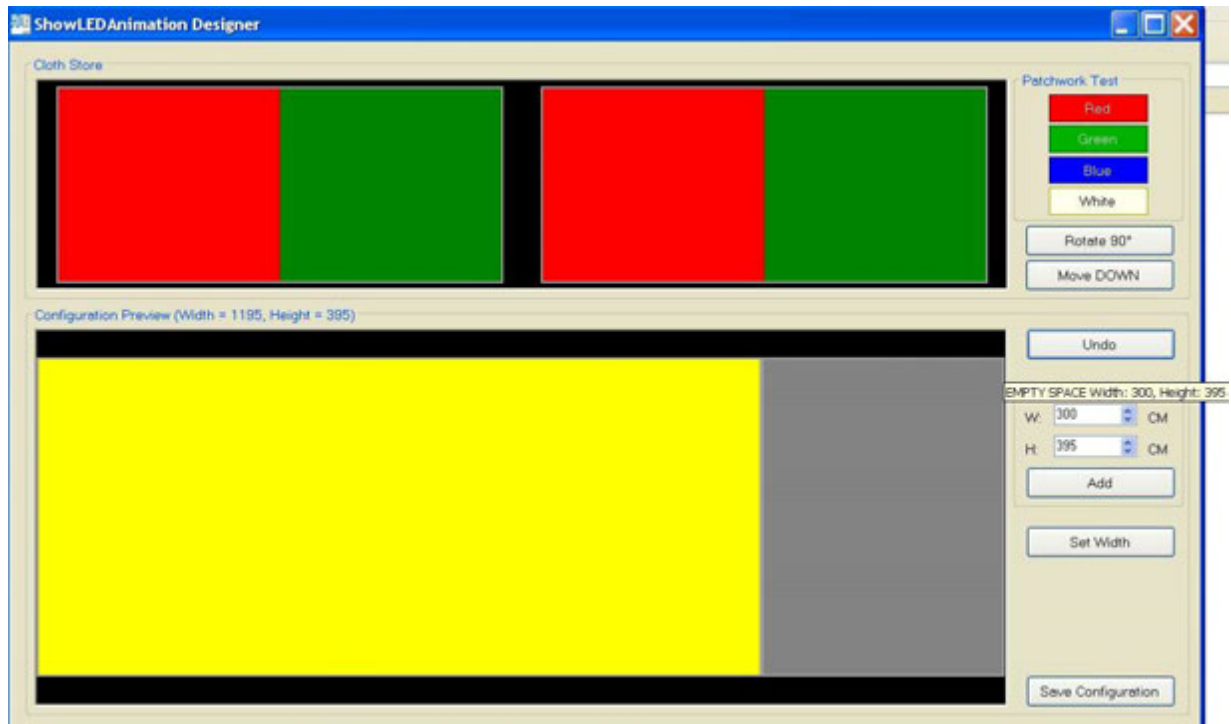 ShowLEDAnimation Designer
Cloth Store
Patchwork Test
Red
Green
Blue
White
Rotate 90°
Move DOWN
Configuration Preview (Width = 1195, Height = 395)
Undo
EMPTY SPACE Width: 300, Height: 395
W: 300 CM
H: 395 CM
Add
Set Width
Save Configuration